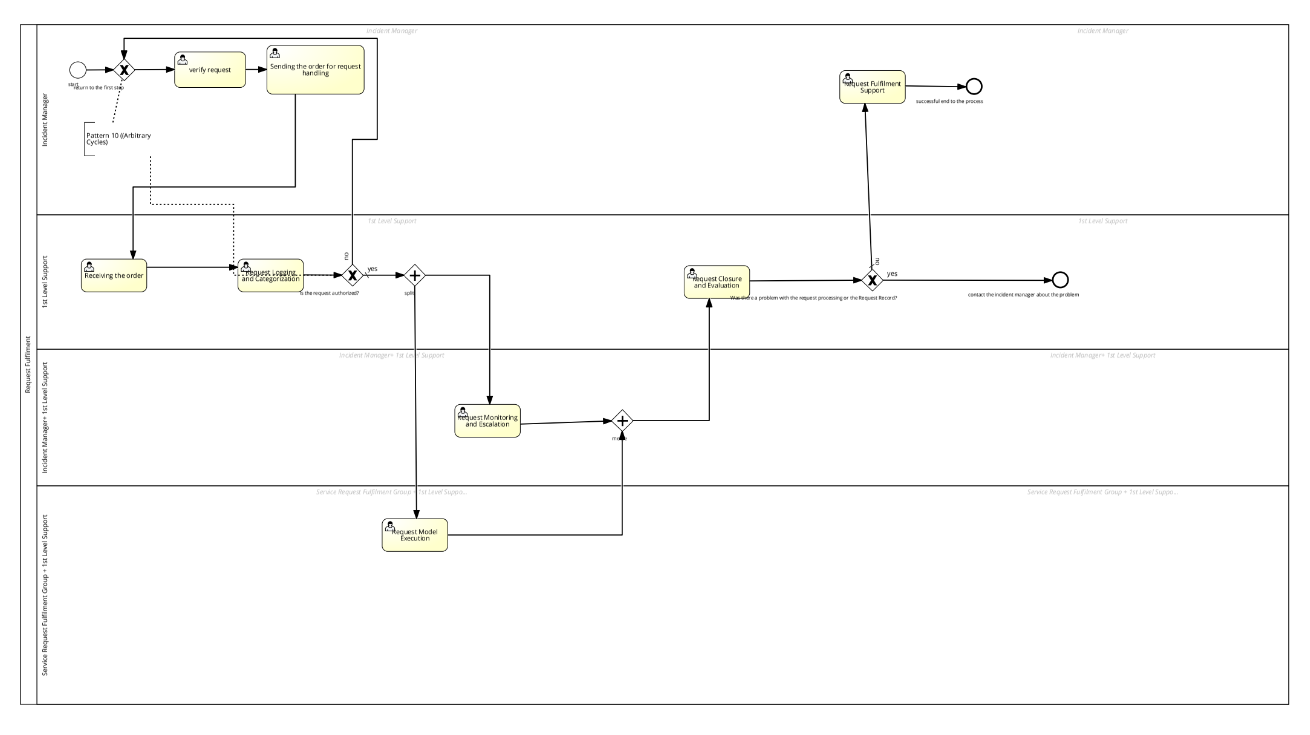 Request Fulfilment
Incident Manager
Incident Manager
Incident Manager
start
return to the first step
verify request
Sending the order for request
handling
Pattern 10 ((Arbitrary
Cycles)
Request Fulfilment
Support
successful end to the process
1st Level Support
1st Level Support
1st Level Support
Receiving the order
Request Logging
and Categorization
no
yes
Is the request authorized?
split
Request Closure
and Evaluation
Was there a problem with the request processing or the Request Record?
no
yes
contact the incident manager about the problem
Incident Manager+ 1st Level Support
Incident Manager+ 1st Level Support
Incident Manager+ 1st Level Support
Request Monitoring
and Escalation
Service Request Fulfilment Group + 1st Level Support
Service Request Fulfilment Group + 1st Level Suppo...
Service Request Fulfilment Group + 1st Level Suppo...
Request Model
Execution